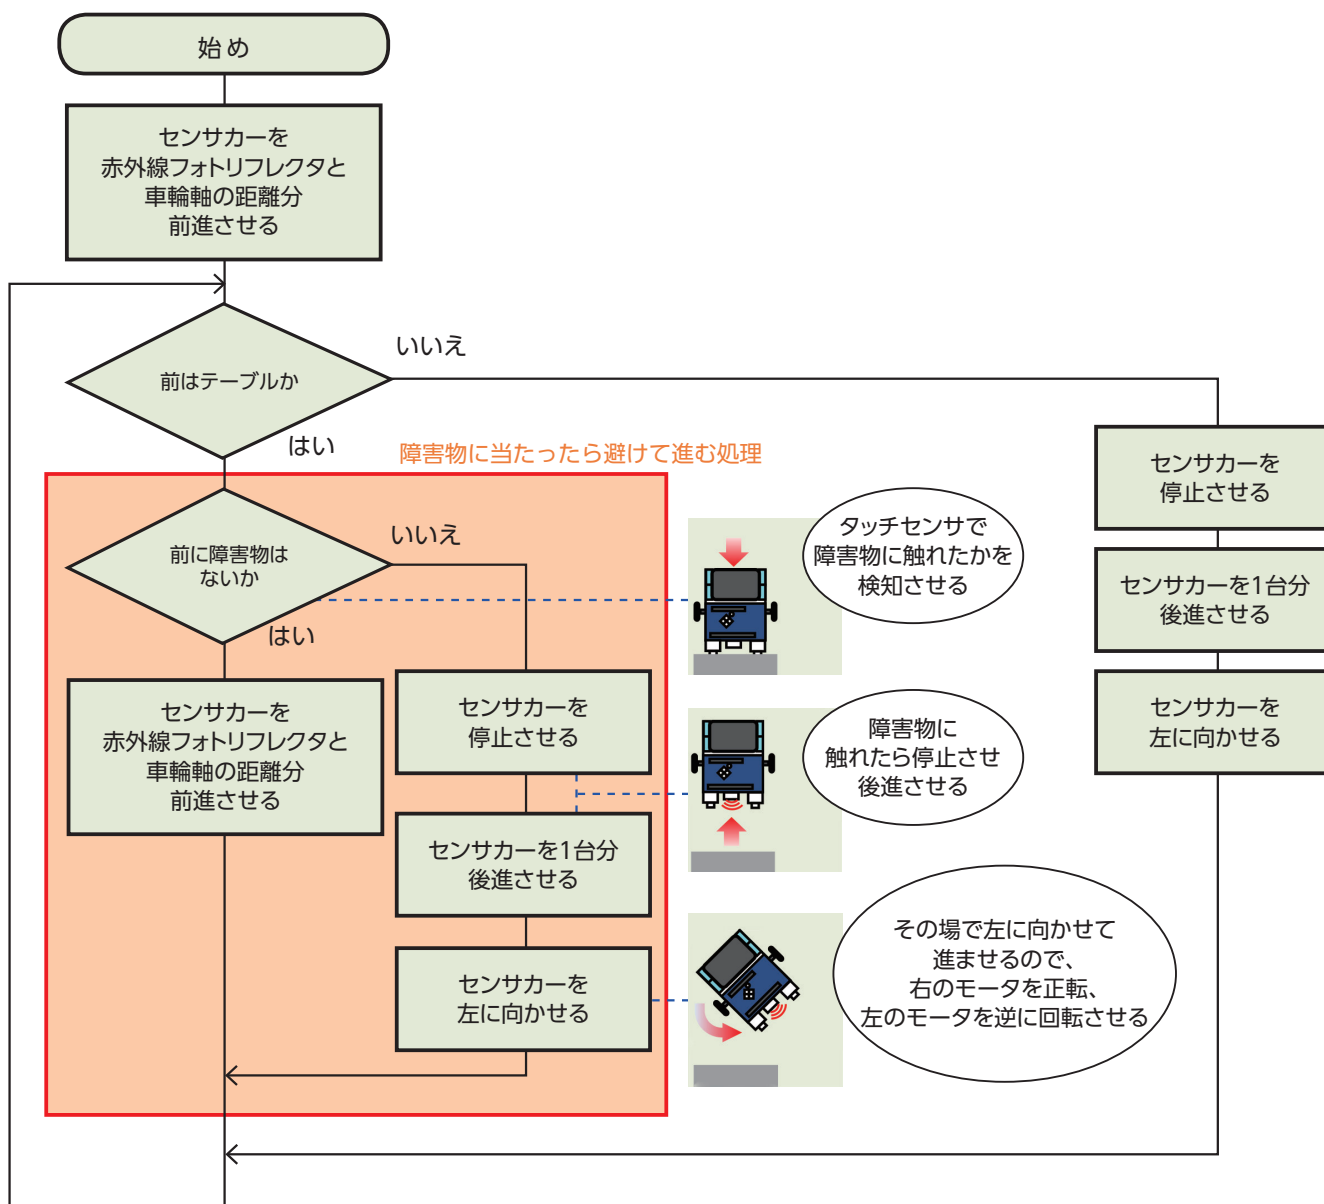 始め
センサカーを
赤外線フォトリフレクタと
車輪軸の距離分
前進させる
いいえ
前はテーブルか
はい
障害物に当たったら避けて進む処理
センサカーを
停止させる
センサカーを1台分
後進させる
センサカーを
左に向かせる
いいえ
前に障害物は
ないか
はい
タッチセンサで
障害物に触れたかを
検知させる
センサカーを
赤外線フォトリフレクタと
車輪軸の距離分
前進させる
センサカーを
停止させる
障害物に
触れたら停止させ
後進させる
センサカーを1台分
後進させる
センサカーを
左に向かせる
その場で左に向かせて
進ませるので、
右のモータを正転、
左のモータを逆に回転させる